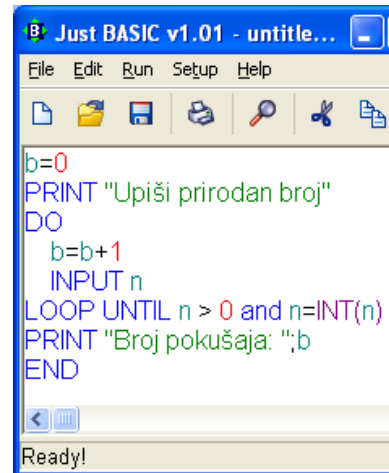 Just BASIC v1.01 - untitle...
File Edit Run Setup Help
b=0
PRINT "Upiši prirodan broj"
DO
b=b+1
INPUT n
LOOP UNTIL n > 0 and n=INT(n)
PRINT "Broj pokušaja: ";b
END
Ready!